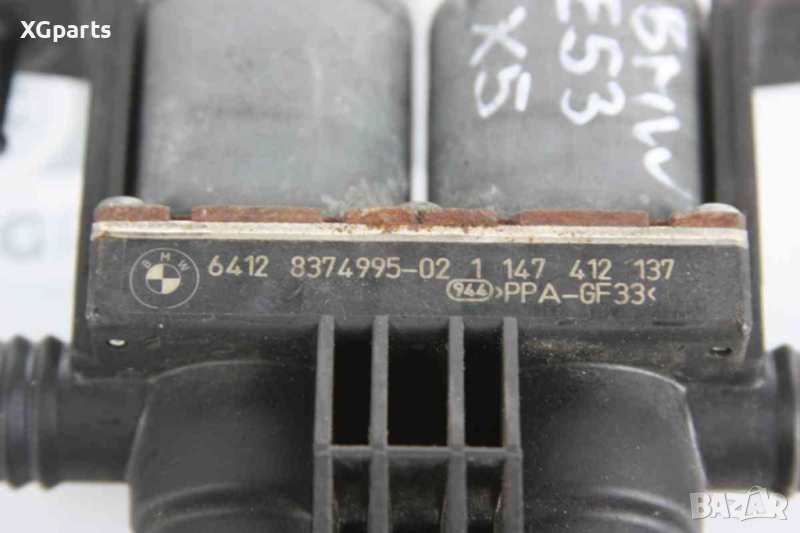 XGparts
BMW
E53
X5
BMW
6412 8374995-02 1 147 412 137
944 >PPA-GF33<
BAZAR